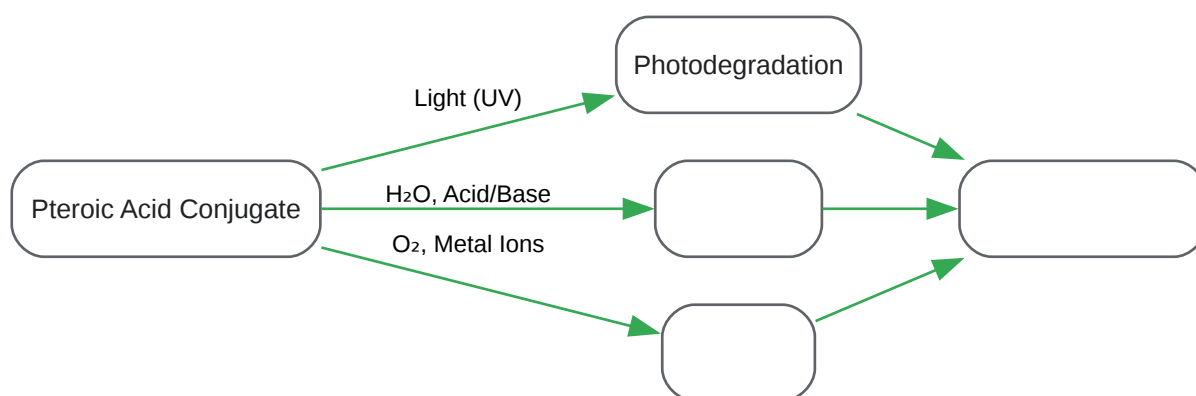 Photodegradation
Light (UV)
Pteroic Acid Conjugate
H₂O, Acid/Base
O₂, Metal Ions